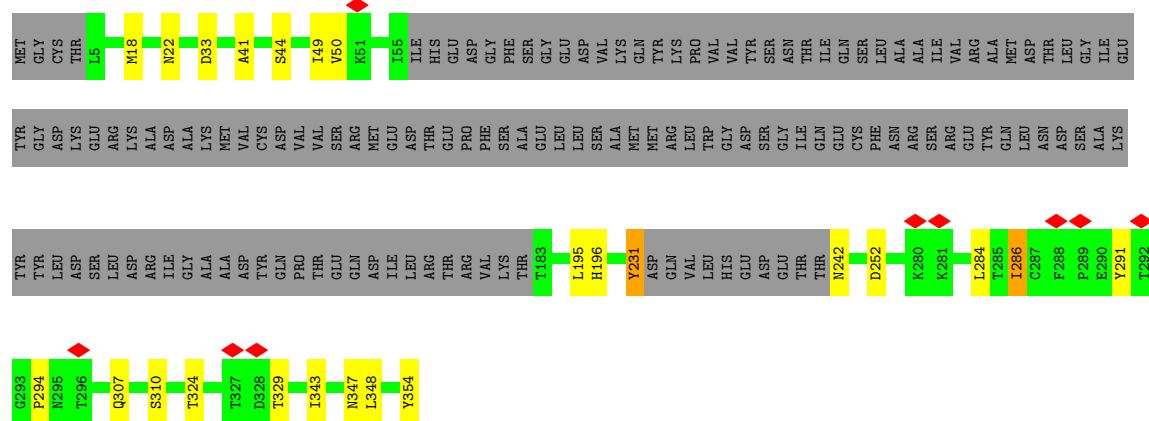 MET GLY CYS THR L5 M18 N22 D33 A41 S44 I49 V50 K51 I55 ILE HIS GLU ASP GLY PHE SER GLY GLU ASP VAL LYS GLN TYR LYS PRO VAL VAL TYR SER ASN THR ILE GLN SER LEU ALA ALA ILE VAL ARG ALA MET ASP THR LEU GLY ILE GLU
TYR GLY ASP LYS GLU ARG LYS ALA ASP ALA LYS MET VAL CYS ASP VAL VAL SER ARG MET GLU ASP THR GLU PRO PHE SER ALA GLU LEU LEU SER ALA MET MET ARG LEU TRP GLY ASP SER GLY ILE GLN GLU CYS PHE ASN ARG SER ARG GLU TYR GLN LEU ASN ASP SER ALA LYS
TYR TYR LEU ASP SER LEU ASP ARG ILE GLY ALA ALA ASP TYR GLN PRO THR GLU GLN ASP ILE LEU ARG THR ARG VAL LYS THR T183 L195 H196 Y231 ASP GLN VAL LEU HIS GLU ASP GLU THR THR N242 D252 K280 K281 L284 T285 I286 C287 F288 P289 E290 Y291 T292
G293 P294 N295 T296 Q307 S310 T324 T327 D328 T329 I343 N347 L348 Y354